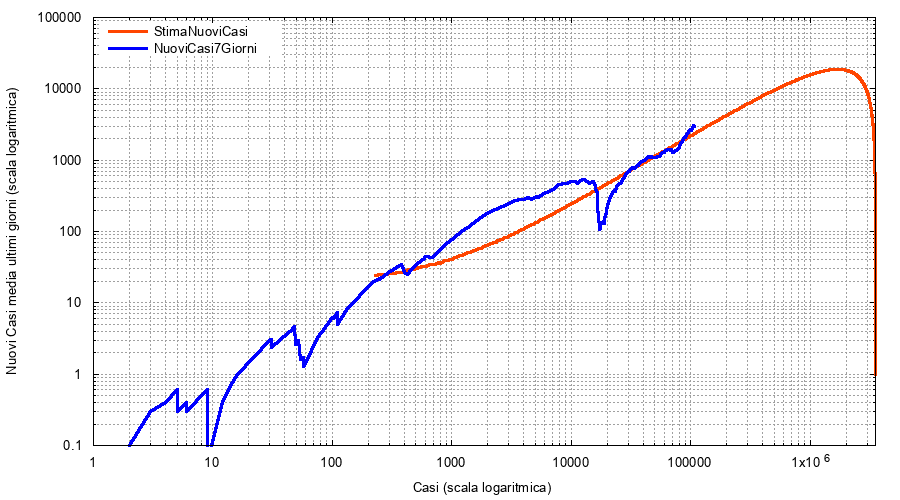 100000
10000
1000
100
10
1
0.1
Nuovi Casi media ultimi giorni (scala logaritmica)
StimaNuoviCasi
NuoviCasi7Giorni
1 10 100 1000 10000 100000 1x10 6
Casi (scala logaritmica)